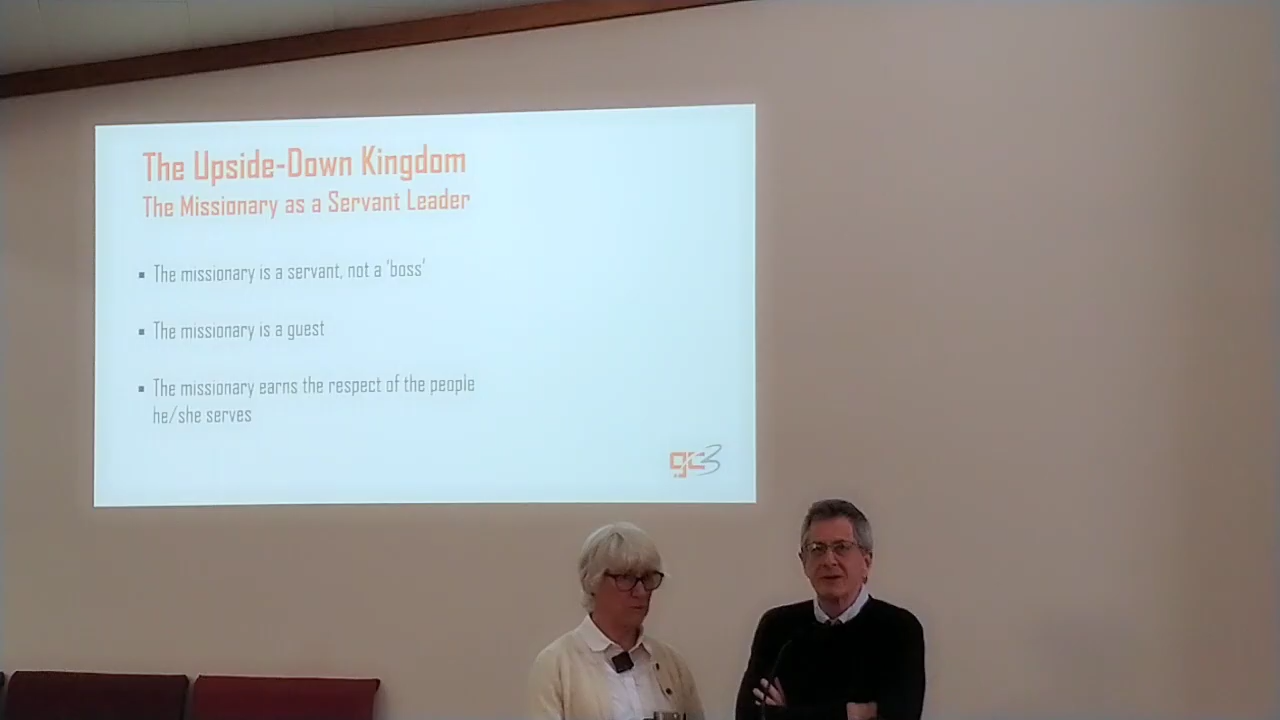 The Upside-Down Kingdom
The Missionary as a Servant Leader
▪ The missionary is a servant, not a 'boss'
▪ The missionary is a guest
▪ The missionary earns the respect of the people
he/she serves
gc3